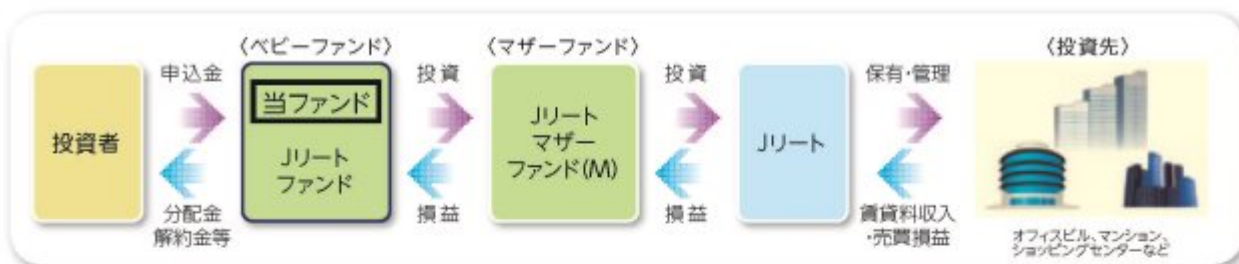 〈ベビーファンド〉
〈マザーファンド〉
〈投資先〉
投資者
申込金
分配金
解約金等
当ファンド
Jリート
ファンド
投資
損益
Jリート
マザー
ファンド(M)
投資
損益
Jリート
保有・管理
賃貸料収入
・売買損益
オフィスビル、マンション、
ショッピングセンターなど